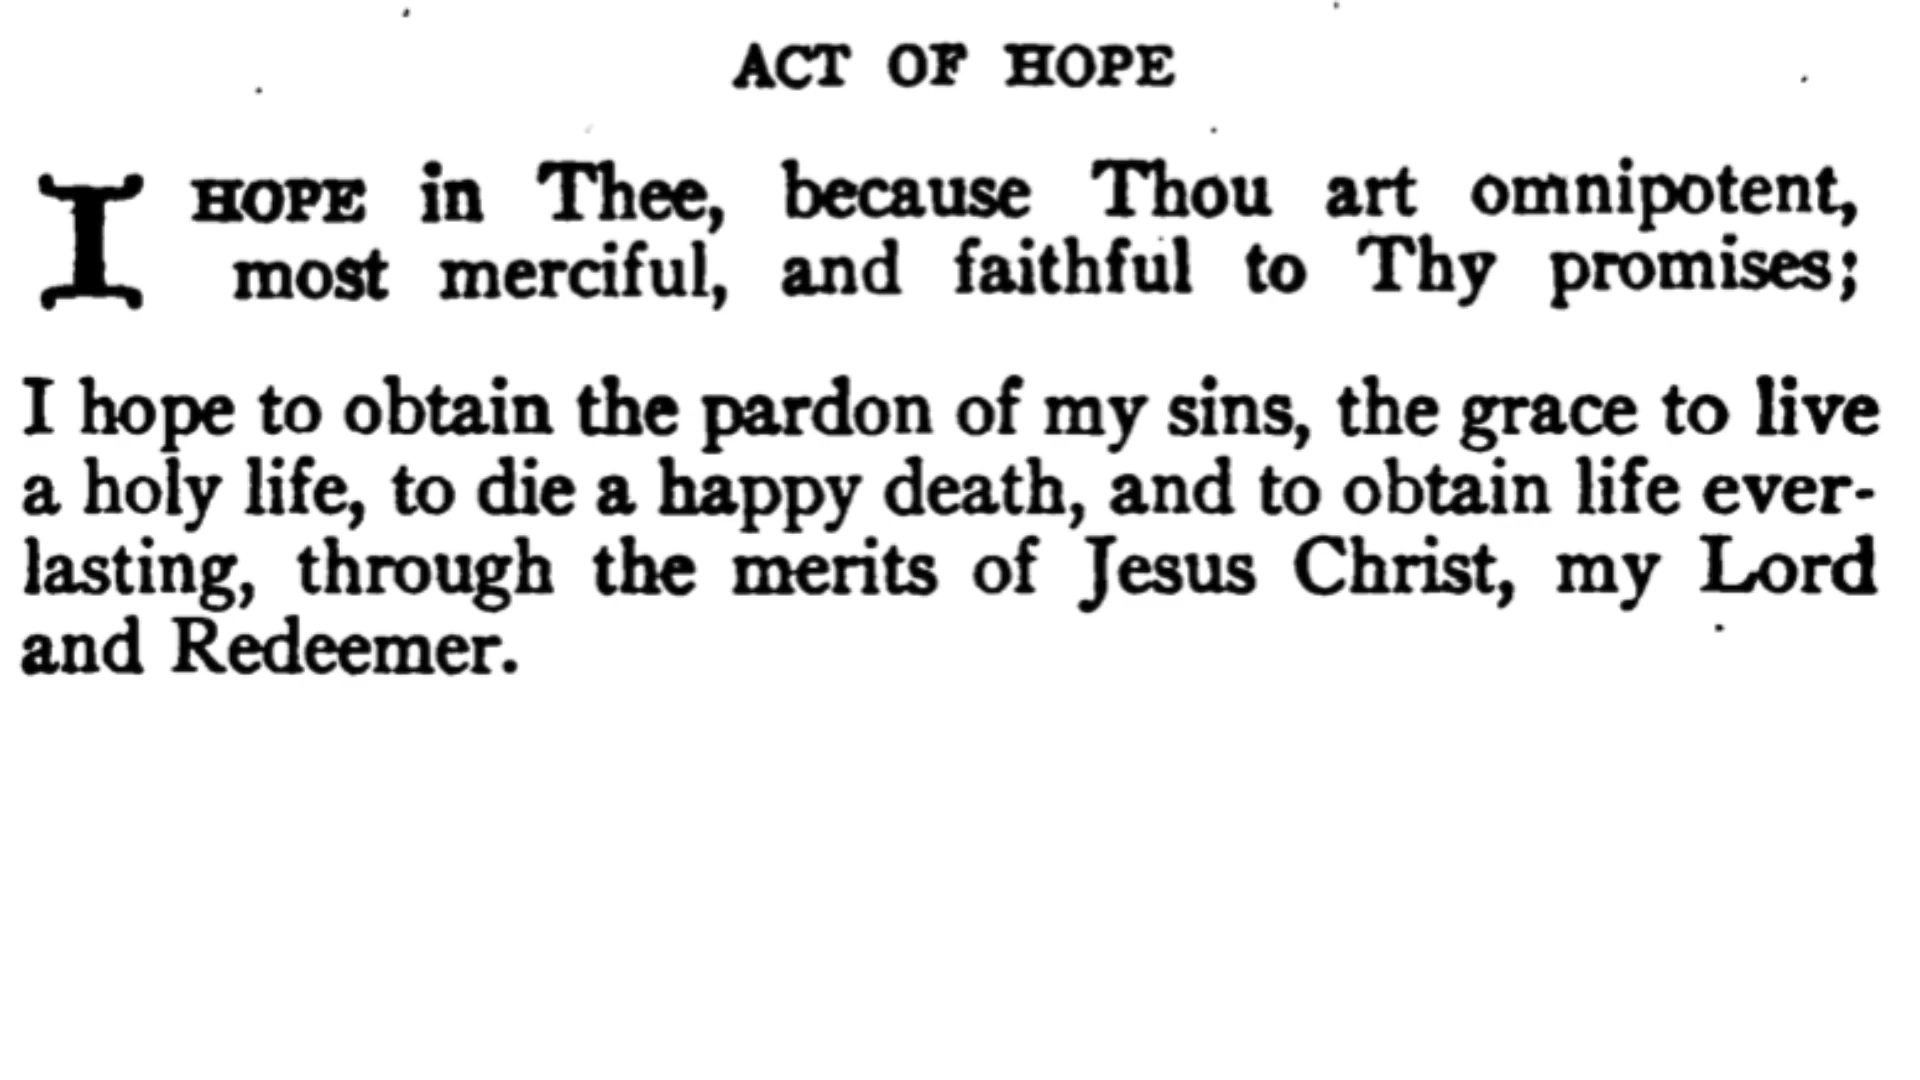 ACT OF HOPE
I HOPE in Thee, because Thou art omnipotent,
most merciful, and faithful to Thy promises;
I hope to obtain the pardon of my sins, the grace to live
a holy life, to die a happy death, and to obtain life ever-
lasting, through the merits of Jesus Christ, my Lord
and Redeemer.